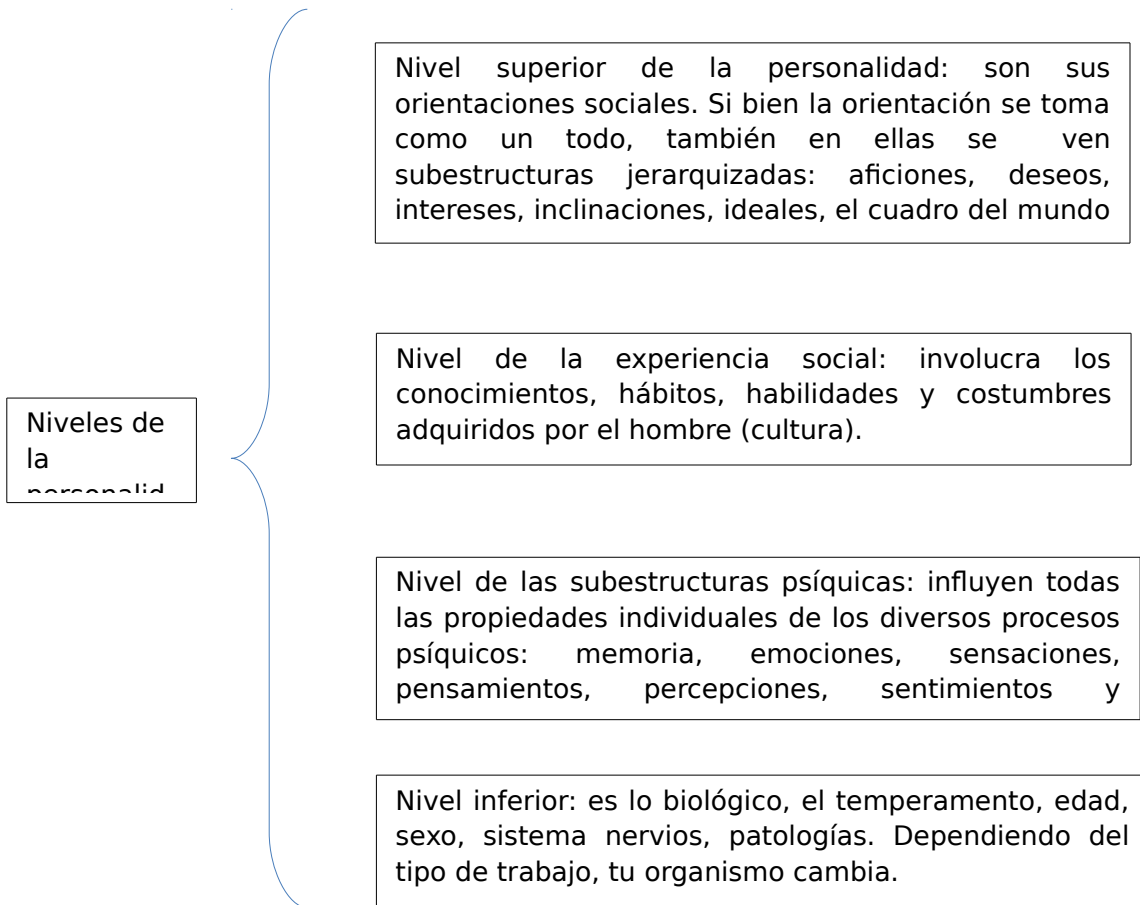 Nivel superior de la personalidad: son sus
orientaciones sociales. Si bien la orientación se toma
como un todo, también en ellas se ven
subestructuras jerarquizadas: aficiones, deseos,
intereses, inclinaciones, ideales, el cuadro del mundo
Nivel de la experiencia social: involucra los
conocimientos, hábitos, habilidades y costumbres
adquiridos por el hombre (cultura).
Niveles de
la
Nivel de las subestructuras psíquicas: influyen todas
las propiedades individuales de los diversos procesos
psíquicos: memoria, emociones, sensaciones,
pensamientos, percepciones, sentimientos y
Nivel inferior: es lo biológico, el temperamento, edad,
sexo, sistema nervios, patologías. Dependiendo del
tipo de trabajo, tu organismo cambia.